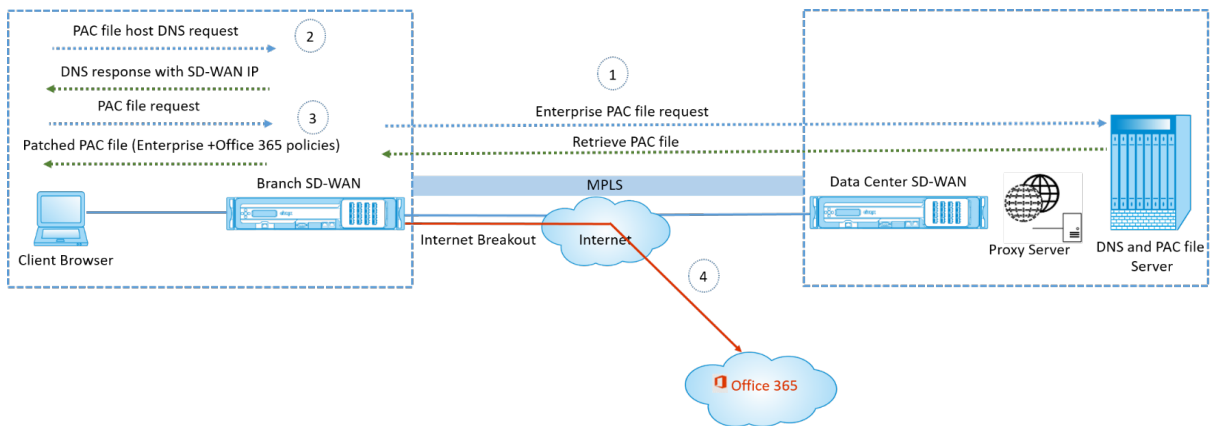 PAC file host DNS request
2
DNS response with SD-WAN IP
PAC file request
3
Patched PAC file (Enterprise +Office 365 policies)
1
Enterprise PAC file request
Retrieve PAC file
Branch SD-WAN
MPLS
Data Center SD-WAN
Client Browser
Internet Breakout
Internet
Proxy Server
DNS and PAC file
Server
4
Office 365